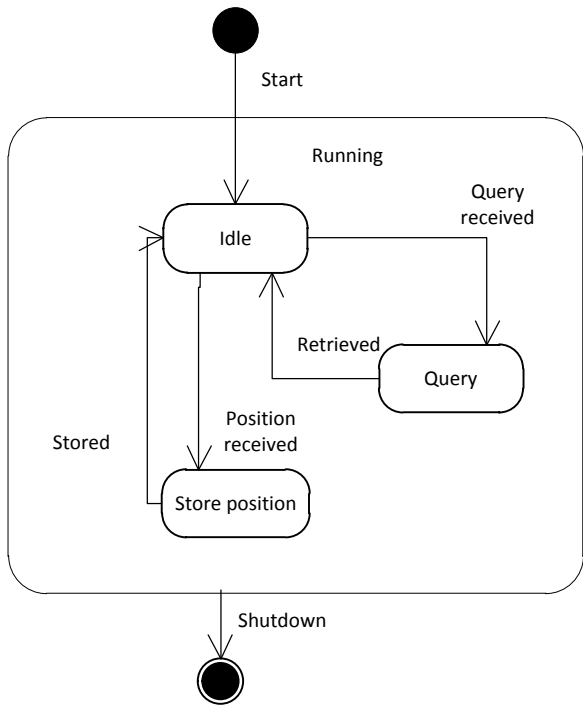 Start
Running
Query
received
Idle
Retrieved
Query
Position
received
Stored
Store position
Shutdown